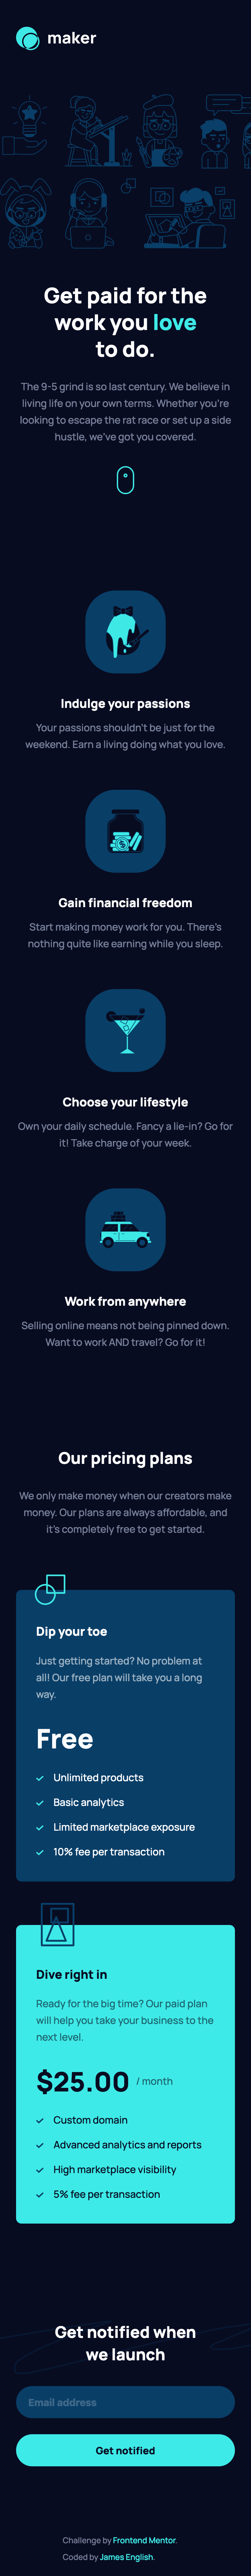 maker
Get paid for the
work you love
to do.
The 9-5 grind is so last century. We believe in
living life on your own terms. Whether you're
looking to escape the rat race or set up a side
hustle, we've got you covered.
Indulge your passions
Your passions shouldn't be just for the
weekend. Earn a living doing what you love.
Gain financial freedom
Start making money work for you. There's
nothing quite like earning while you sleep.
Choose your lifestyle
Own your daily schedule. Fancy a lie-in? Go for
it! Take charge of your week.
Work from anywhere
Selling online means not being pinned down.
Want to work AND travel? Go for it!
Our pricing plans
We only make money when our creators make
money. Our plans are always affordable, and
it's completely free to get started.
Dip your toe
Just getting started? No problem at
all! Our free plan will take you a long
way.
Free
Unlimited products
Basic analytics
Limited marketplace exposure
10% fee per transaction
Dive right in
Ready for the big time? Our paid plan
will help you take your business to the
next level.
$25.00 / month
Custom domain
Advanced analytics and reports
High marketplace visibility
5% fee per transaction
Get notified when
we launch
Email address
Get notified
Challenge by Frontend Mentor.
Coded by James English.